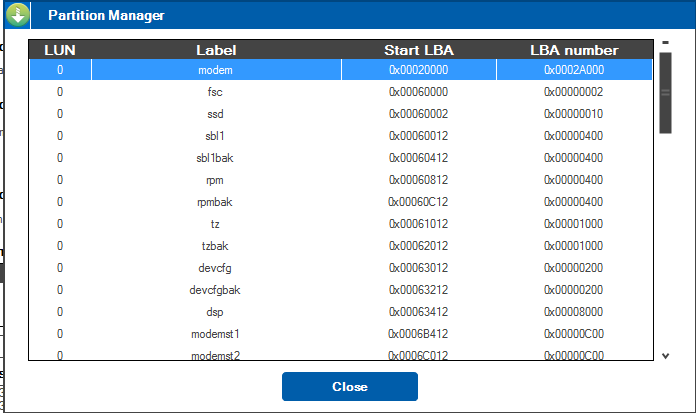 Partition Manager
LUN Label Start LBA LBA number
0 modem 0x00020000 0x0002A000
0 fsc 0x00060000 0x00000002
0 ssd 0x00060002 0x00000010
0 sbl1 0x00060012 0x00000400
0 sbl1bak 0x00060412 0x00000400
0 rpm 0x00060812 0x00000400
0 rpmbak 0x00060C12 0x00000400
0 tz 0x00061012 0x00001000
0 tzbak 0x00062012 0x00001000
0 devcfg 0x00063012 0x00000200
0 devcfgbak 0x00063212 0x00000200
0 dsp 0x00063412 0x00008000
0 modemst1 0x0006B412 0x00000C00
0 modemst2 0x0006C012 0x00000C00
Close